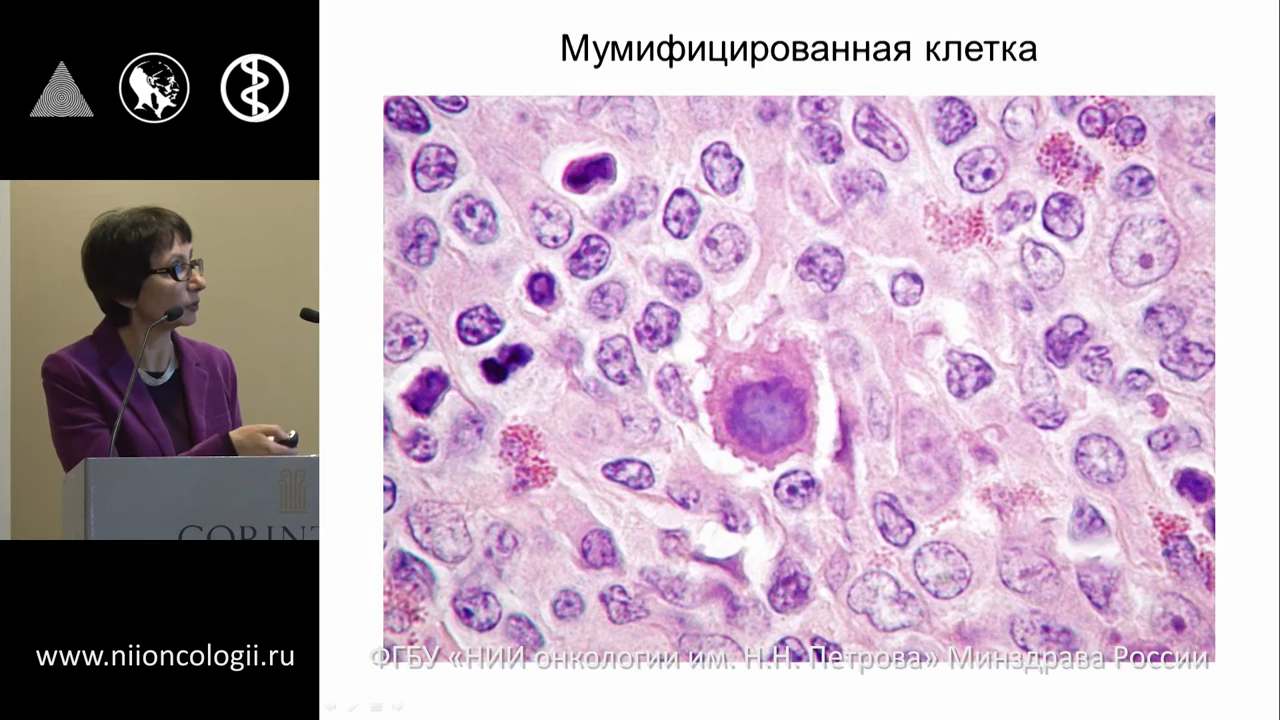 Мумифицированная клетка
www.niioncologii.ru
ФГБУ «НИИ онкологии им. Н.Н. Петрова» Минздрава России